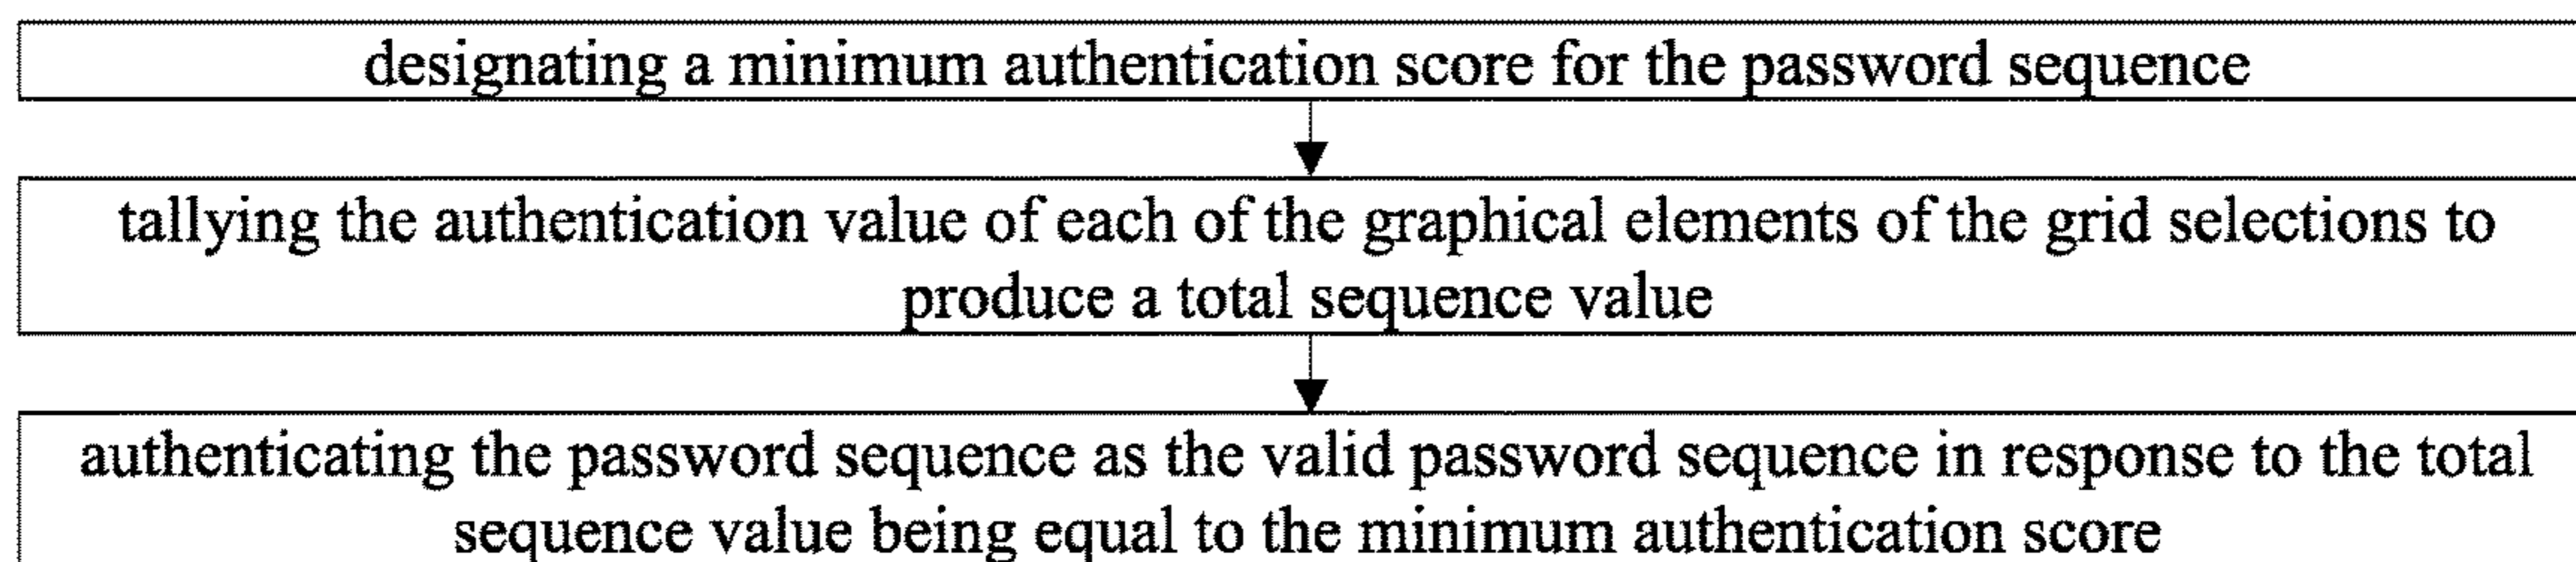 designating a minimum authentication score for the password sequence
tallying the authentication value of each of the graphical elements of the grid selections to
produce a total sequence value
authenticating the password sequence as the valid password sequence in response to the total
sequence value being equal to the minimum authentication score